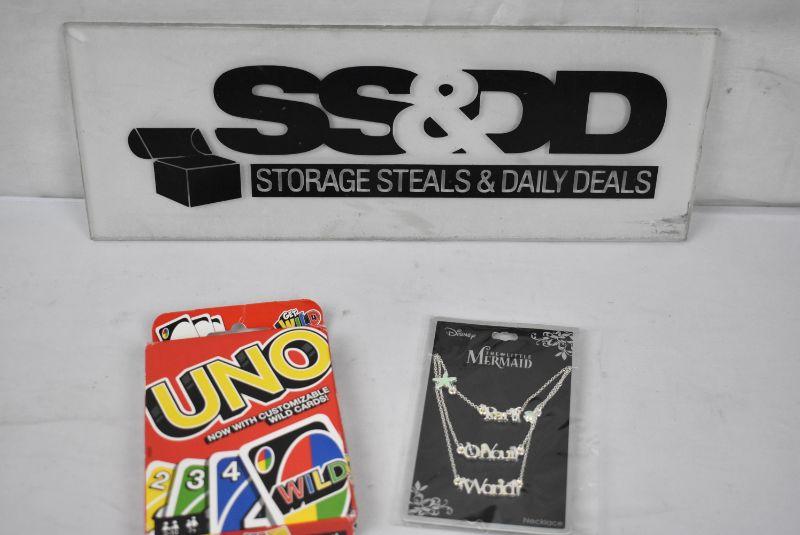 SS&DD
STORAGE STEALS & DAILY DEALS
GET
WILD
UNO
NOW WITH CUSTOMIZABLE
WILD CARDS!
2
3
4
WILD
Disney
THE LITTLE
MERMAID
Part
O Your
World
Necklace